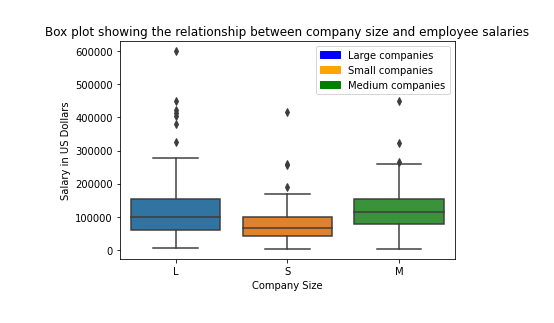 Box plot showing the relationship between company size and employee salaries
Large companies
Small companies
Medium companies
600000
500000
400000
300000
200000
100000
0
Salary in US Dollars
L S M
Company Size